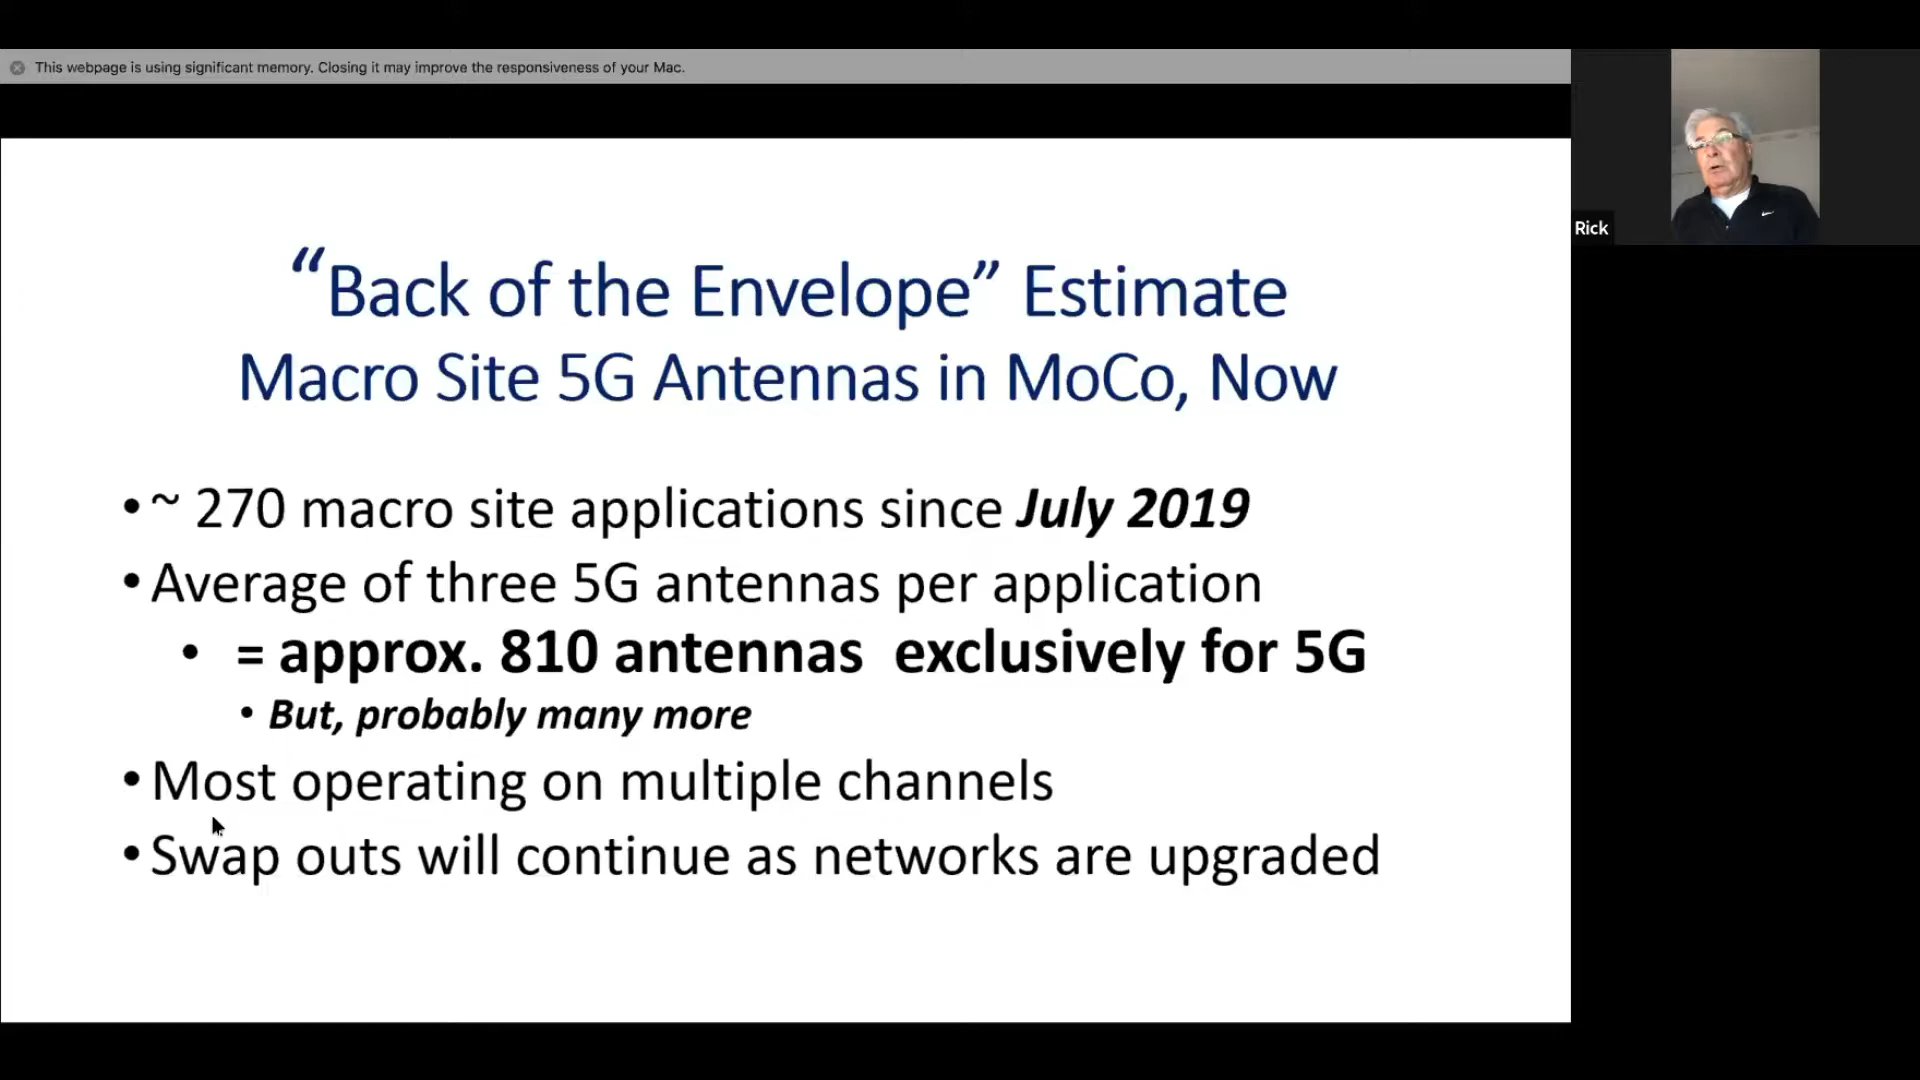 This webpage is using significant memory. Closing it may improve the responsiveness of your Mac.
Rick
“Back of the Envelope” Estimate
Macro Site 5G Antennas in MoCo, Now
• ~ 270 macro site applications since July 2019
• Average of three 5G antennas per application
• = approx. 810 antennas exclusively for 5G
• But, probably many more
• Most operating on multiple channels
• Swap outs will continue as networks are upgraded